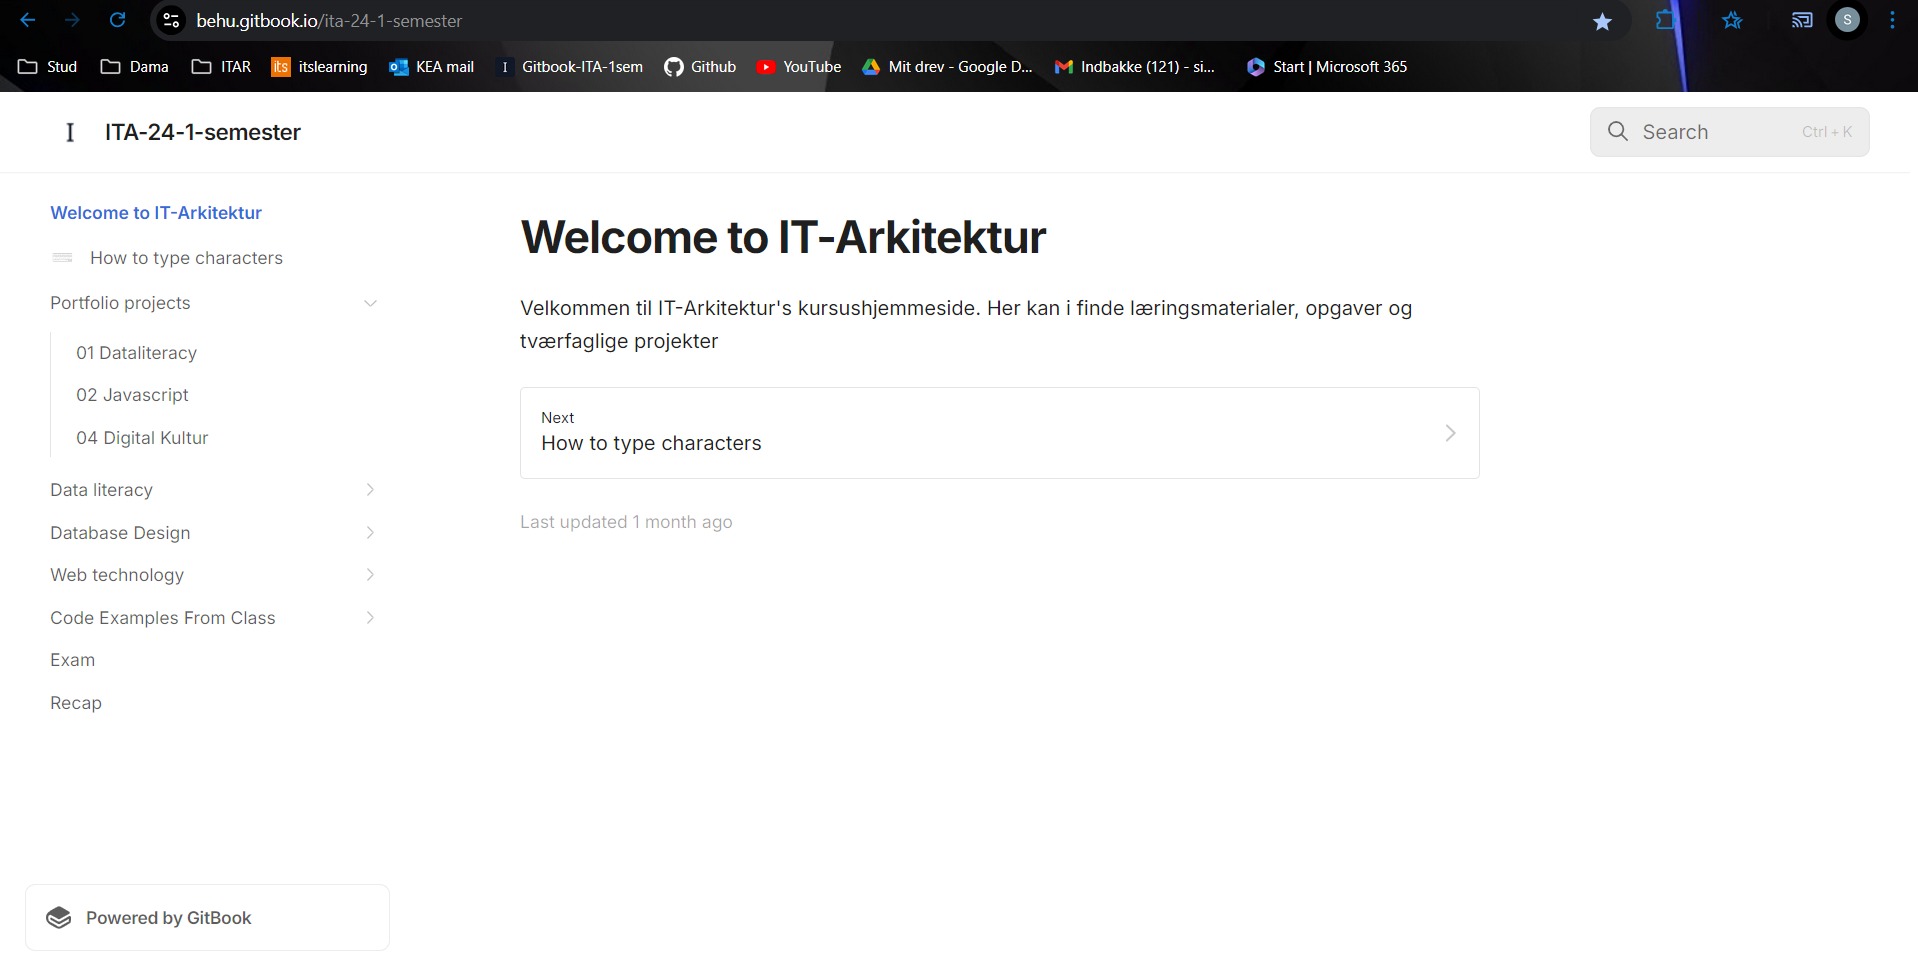 behu.gitbook.io/ita-24-1-semester
S
Stud
Dama
ITAR
its itslearning
KEA mail
I Gitbook-ITA-1sem
Github
YouTube
Mit drev - Google D...
Indbakke (121) - si...
Start | Microsoft 365
I ITA-24-1-semester
Search Ctrl + K
Welcome to IT-Arkitektur
How to type characters
Portfolio projects
01 Dataliteracy
02 Javascript
04 Digital Kultur
Data literacy
Database Design
Web technology
Code Examples From Class
Exam
Recap
Powered by GitBook
Welcome to IT-Arkitektur
Velkommen til IT-Arkitektur's kursushjemmeside. Her kan i finde læringsmaterialer, opgaver og
tværfaglige projekter
Next
How to type characters
Last updated 1 month ago